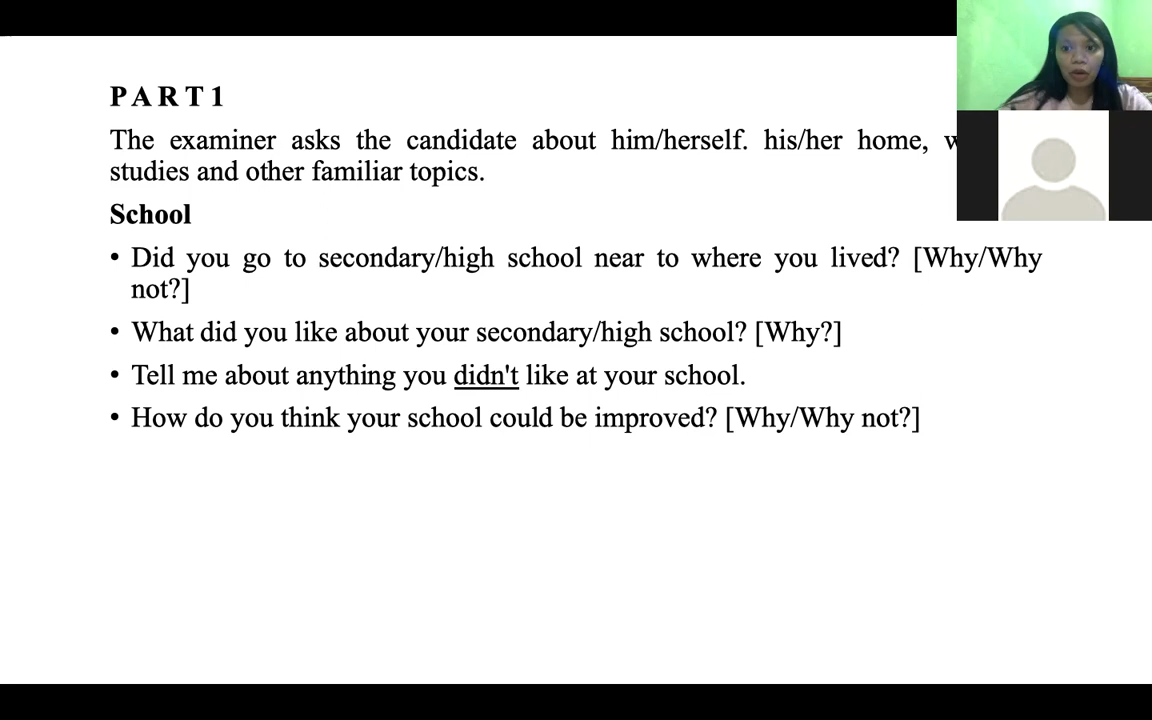 PART1
The examiner asks the candidate about him/herself. his/her home,
studies and other familiar topics.
School
• Did you go to secondary/high school near to where you lived? [Why/Why
not?]
• What did you like about your secondary/high school? [Why?]
• Tell me about anything you didn't like at your school.
• How do you think your school could be improved? [Why/Why not?]